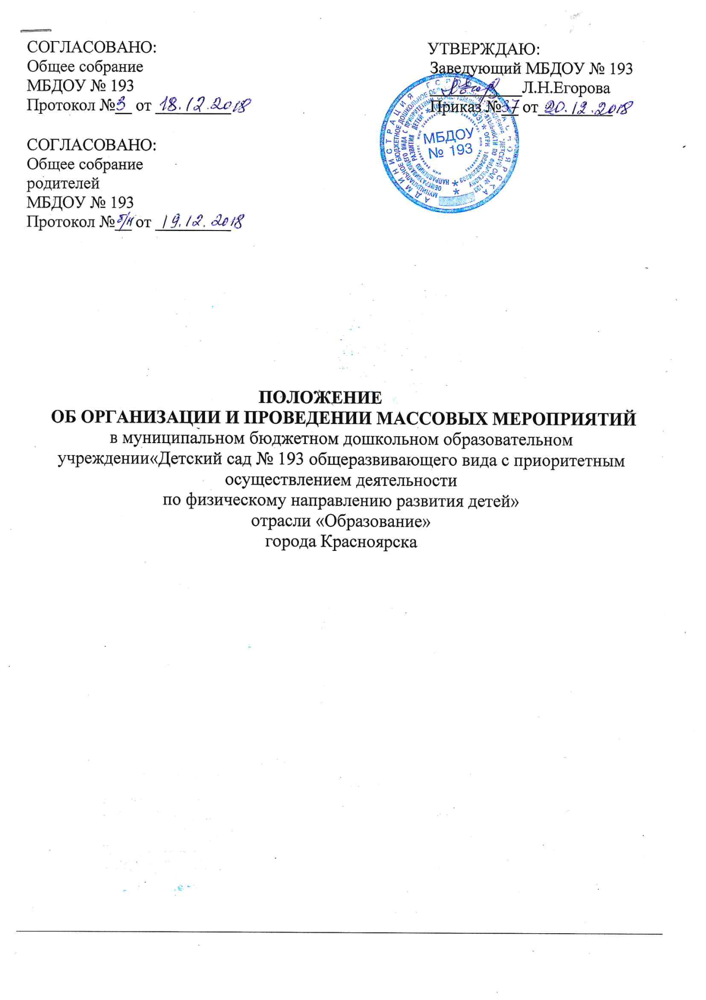 СОГЛАСОВАНО:
Общее собрание
МБДОУ № 193
Протокол №3 от 18.12.2018
СОГЛАСОВАНО:
Общее собрание
родителей
МБДОУ № 193
Протокол №б/н от 19.12.2018
УТВЕРЖДАЮ:
Заведующий МБДОУ № 193
Л.Н.Егорова
Приказ №37 от 20.12.2018
МБДОУ
№ 193
ПОЛОЖЕНИЕ
ОБ ОРГАНИЗАЦИИ И ПРОВЕДЕНИИ МАССОВЫХ МЕРОПРИЯТИЙ
в муниципальном бюджетном дошкольном образовательном
учреждении«Детский сад № 193 общеразвивающего вида с приоритетным
осуществлением деятельности
по физическому направлению развития детей»
отрасли «Образование»
города Красноярска